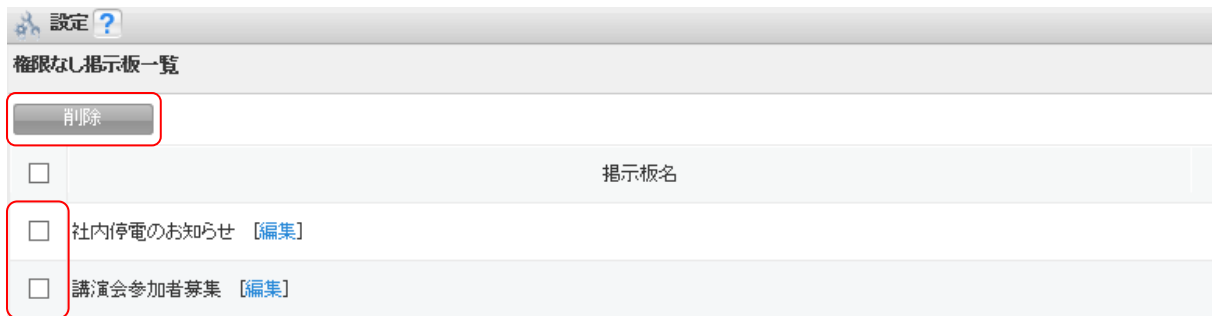 設定 ?
権限なし掲示板一覧
削除
掲示板名
社内停電のお知らせ [編集]
講演会参加者募集 [編集]